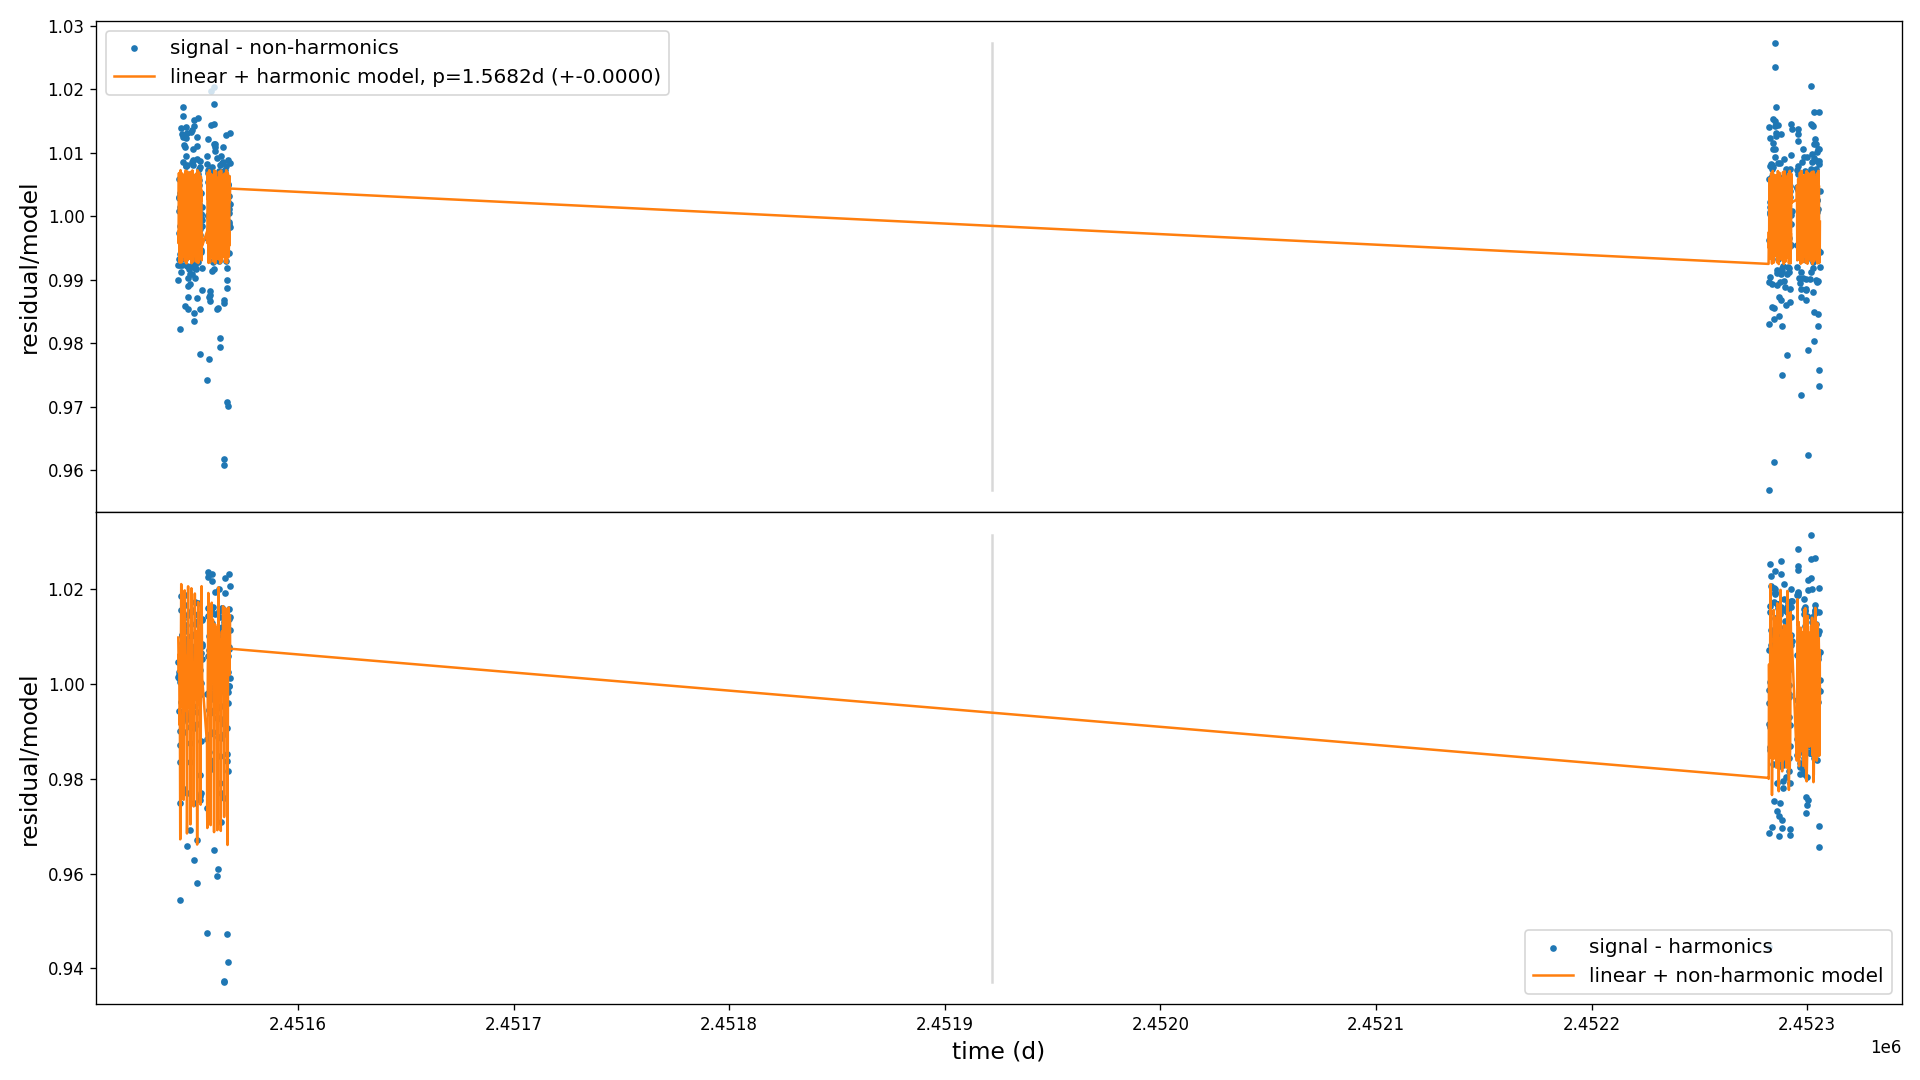 1.03
1.02
1.01
1.00
0.99
0.98
0.97
0.96
residual/model
signal - non-harmonics
linear + harmonic model, p=1.5682d (+-0.0000)
1.02
1.00
0.98
0.96
0.94
residual/model
signal - harmonics
linear + non-harmonic model
2.4516
2.4517
2.4518
2.4519
2.4520
2.4521
2.4522
2.4523
time (d)
1e6